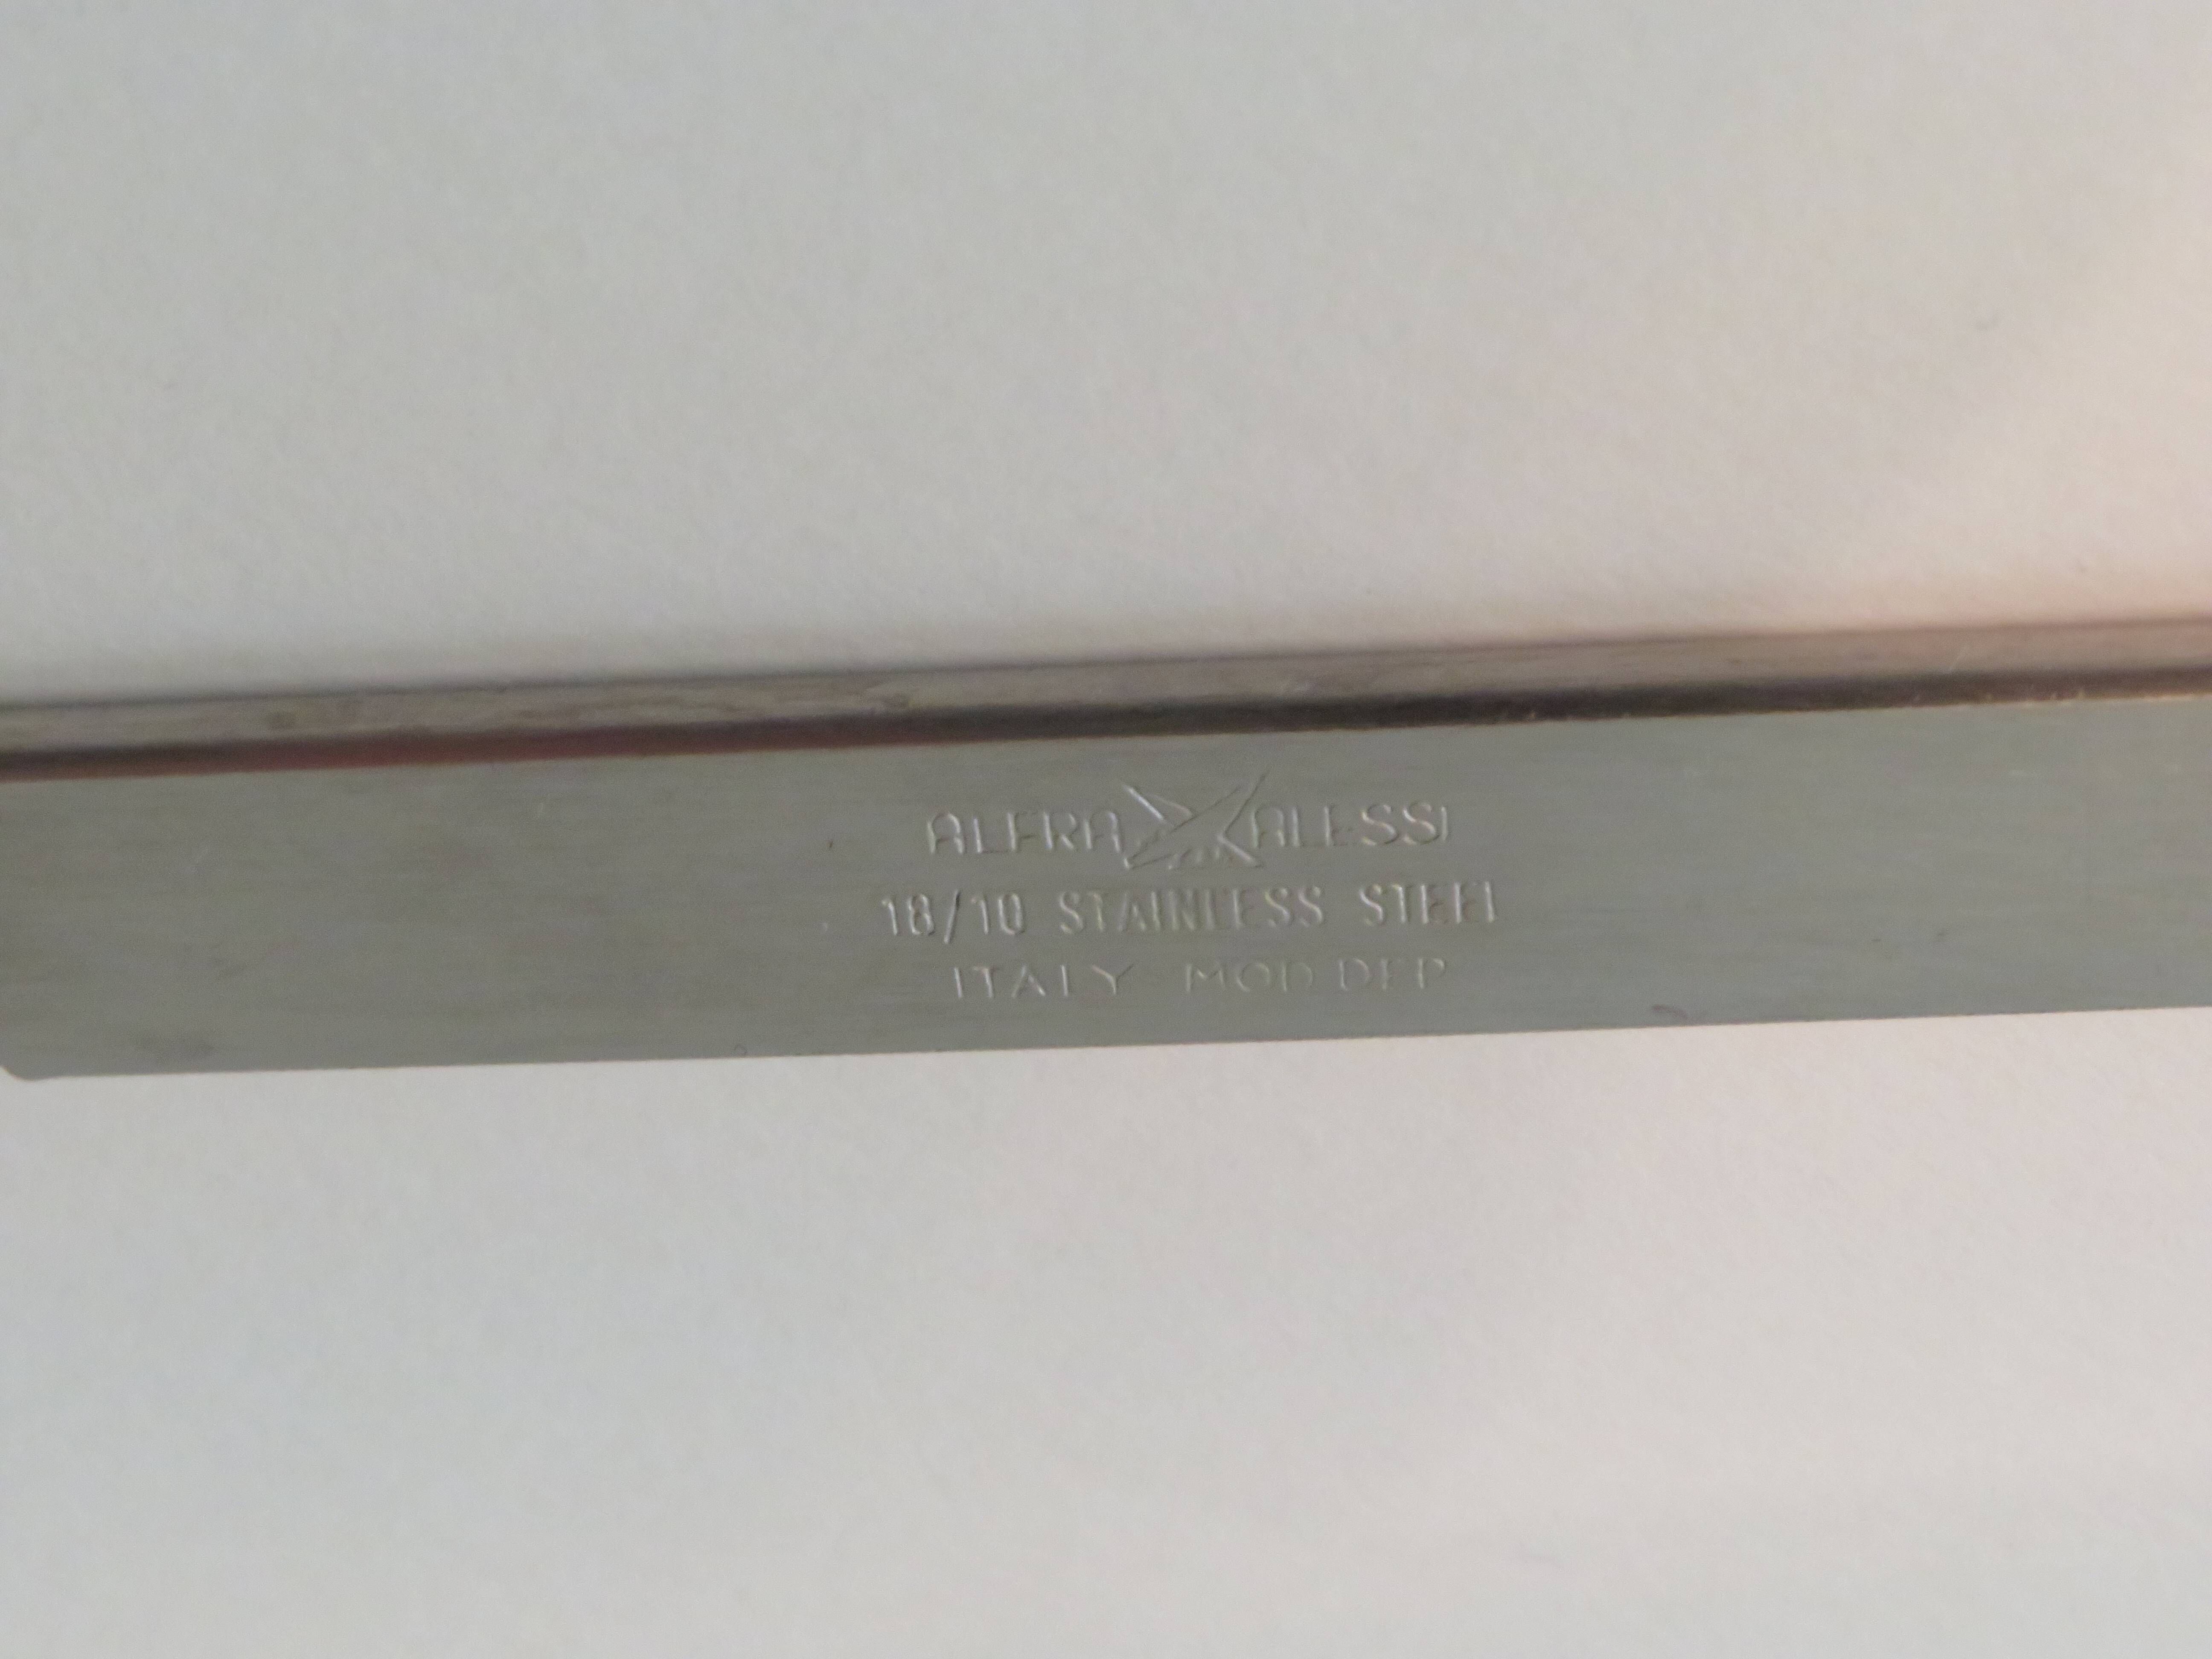 ALFRA ALESSI
18/10 STAINLESS STEEL
ITALY MOD DEP